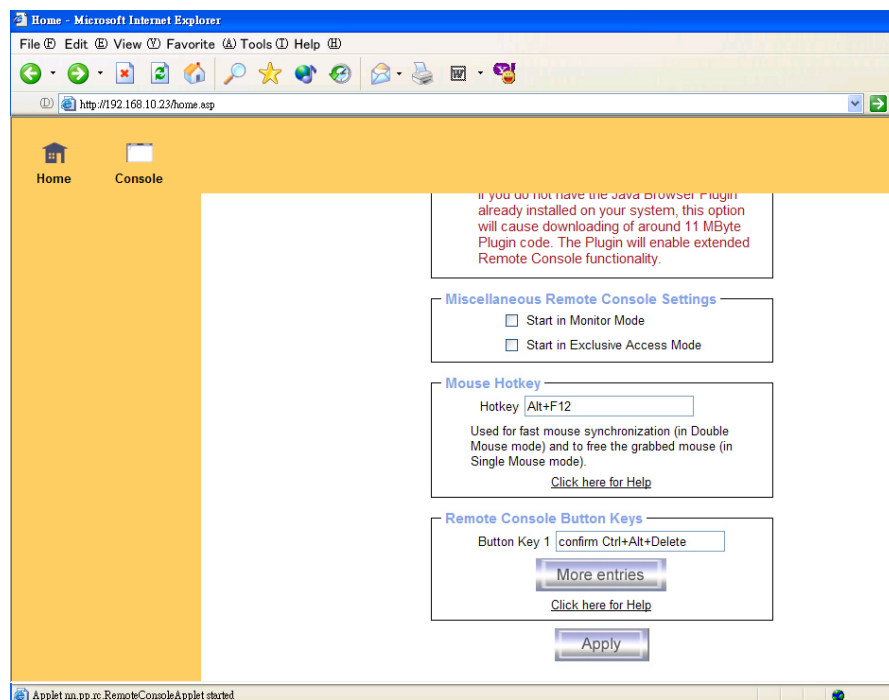 Home - Microsoft Internet Explorer
File (F) Edit (E) View (V) Favorite (A) Tools (T) Help (H)
(D) http://192.168.10.23/home.asp
Home Console
If you do not have the Java Browser Plugin
already installed on your system, this option
will cause downloading of around 11 MByte
Plugin code. The Plugin will enable extended
Remote Console functionality.
Miscellaneous Remote Console Settings
Start in Monitor Mode
Start in Exclusive Access Mode
Mouse Hotkey
Hotkey Alt+F12
Used for fast mouse synchronization (in Double
Mouse mode) and to free the grabbed mouse (in
Single Mouse mode).
Click here for Help
Remote Console Button Keys
Button Key 1 confirm Ctrl+Alt+Delete
More entries
Click here for Help
Apply
Applet nn.pp.rc.RemoteConsoleApplet started